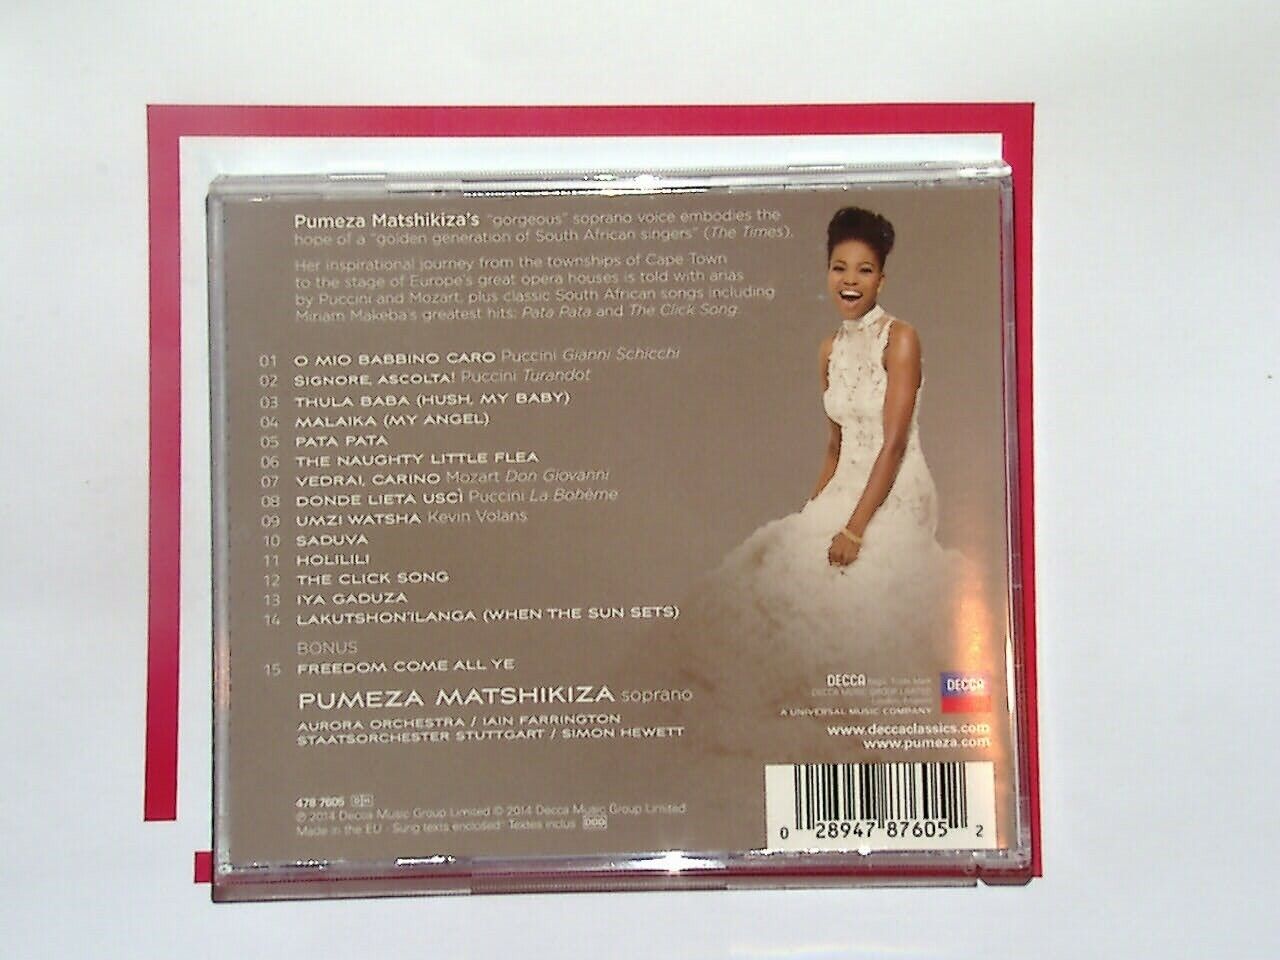 Pumeza Matshikiza's "gorgeous" soprano voice embodies the
hope of a "golden generation of South African singers" (The Times).
Her inspirational journey from the townships of Cape Town
to the stage of Europe's great opera houses is told with arias
by Puccini and Mozart, plus classic South African songs including
Miriam Makeba's greatest hits: Pata Pata and The Click Song.
01 O MIO BABBINO CARO Puccini Gianni Schicchi
02 SIGNORE, ASCOLTA! Puccini Turandot
03 THULA BABA (HUSH, MY BABY)
04 MALAIKA (MY ANGEL)
05 PATA PATA
06 THE NAUGHTY LITTLE FLEA
07 VEDRAI, CARINO Mozart Don Giovanni
08 DONDE LIETA USCÌ Puccini La Bohème
09 UMZI WATSHA Kevin Volans
10 SADUVA
11 HOLILILI
12 THE CLICK SONG
13 IYA GADUZA
14 LAKUTSHON'ILANGA (WHEN THE SUN SETS)
BONUS
15 FREEDOM COME ALL YE
PUMEZA MATSHIKIZA soprano
AURORA ORCHESTRA / IAIN FARRINGTON
STAATSORCHESTER STUTTGART / SIMON HEWETT
DECCA Regd. Trade Mark
DECCA MUSIC GROUP LIMITED
A UNIVERSAL MUSIC COMPANY
DECCA
www.deccaclassics.com
www.pumeza.com
478 7605
℗ 2014 Decca Music Group Limited © 2014 Decca Music Group Limited
Made in the EU · Sung texts enclosed · Textes inclus DDD
0 28947 87605 2